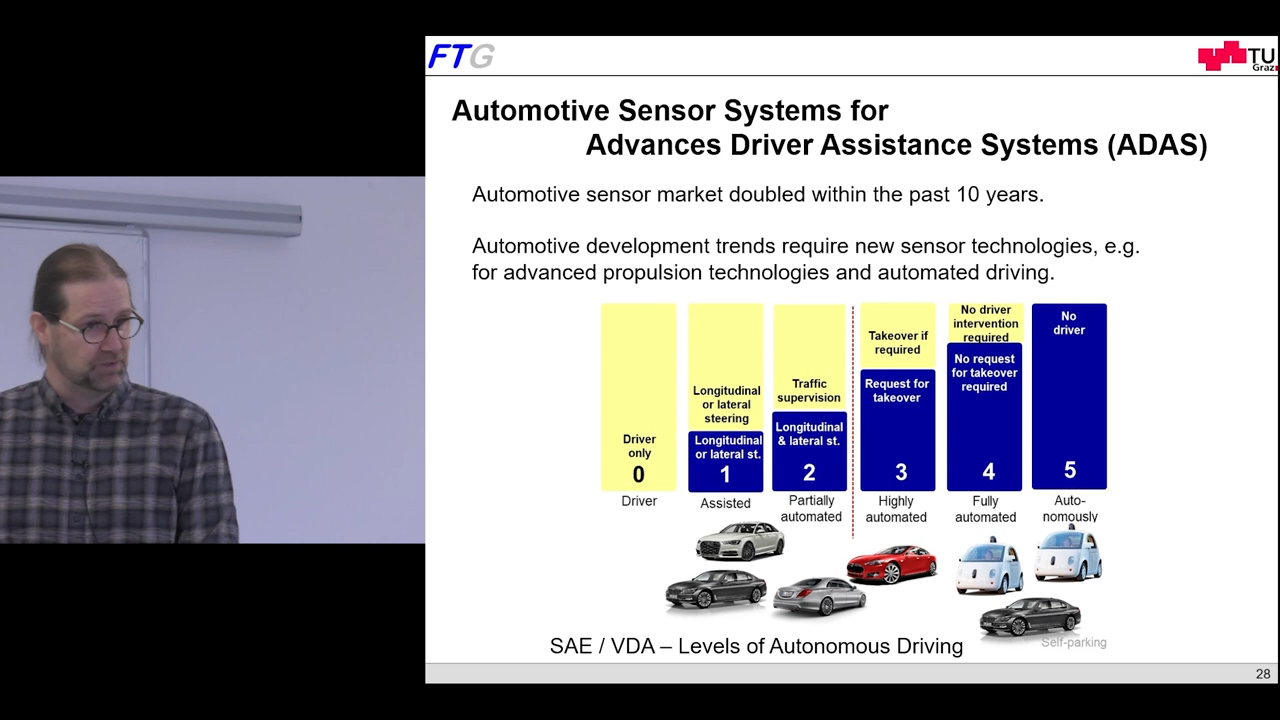 FTG
TU
Graz
Automotive Sensor Systems for
Advances Driver Assistance Systems (ADAS)
Automotive sensor market doubled within the past 10 years.
Automotive development trends require new sensor technologies, e.g.
for advanced propulsion technologies and automated driving.
Driver
only
0
Driver
Longitudinal
or lateral
steering
Longitudinal
or lateral st.
1
Assisted
Traffic
supervision
Longitudinal
& lateral st.
2
Partially
automated
Takeover if
required
Request for
takeover
3
Highly
automated
No driver
intervention
required
No request
for takeover
required
4
Fully
automated
No
driver
5
Auto-
nomously
Self-parking
SAE / VDA – Levels of Autonomous Driving
28